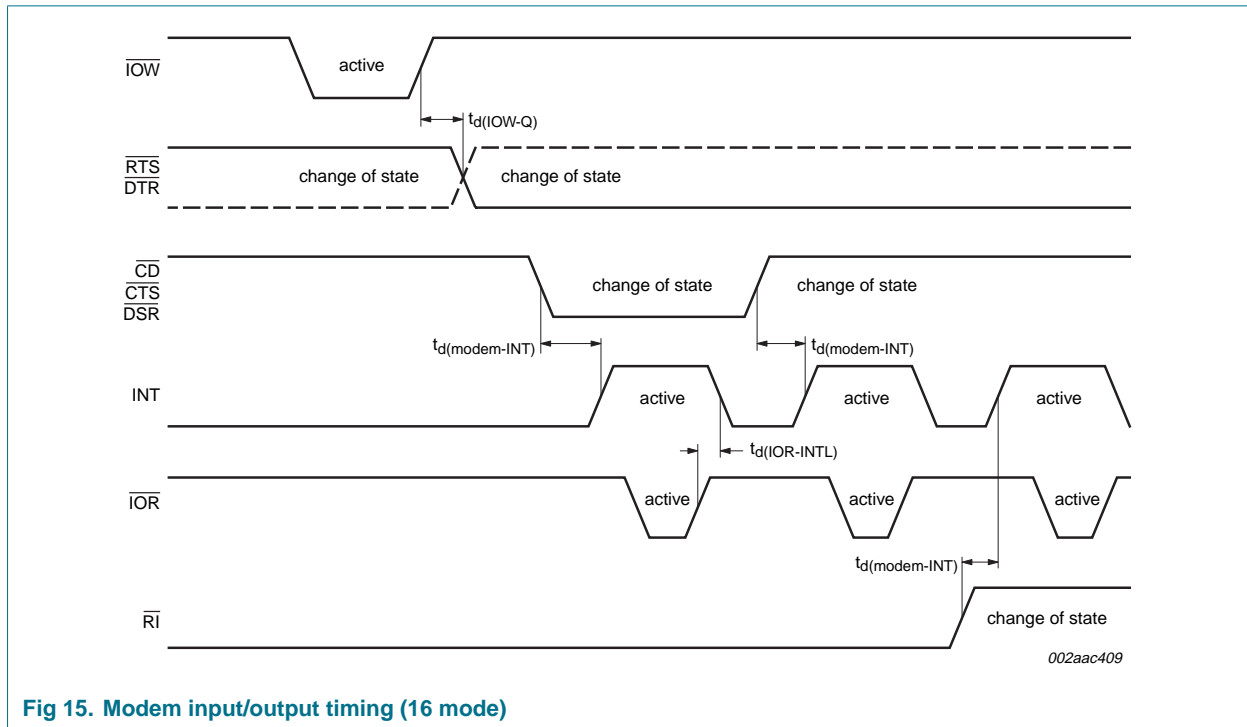 IOW
active
td(IOW-Q)
RTS
DTR
change of state
change of state
CD
CTS
DSR
change of state
change of state
td(modem-INT)
td(modem-INT)
INT
active
active
active
td(IOR-INTL)
IOR
active
active
active
td(modem-INT)
RI
change of state
002aac409
Fig 15. Modem input/output timing (16 mode)